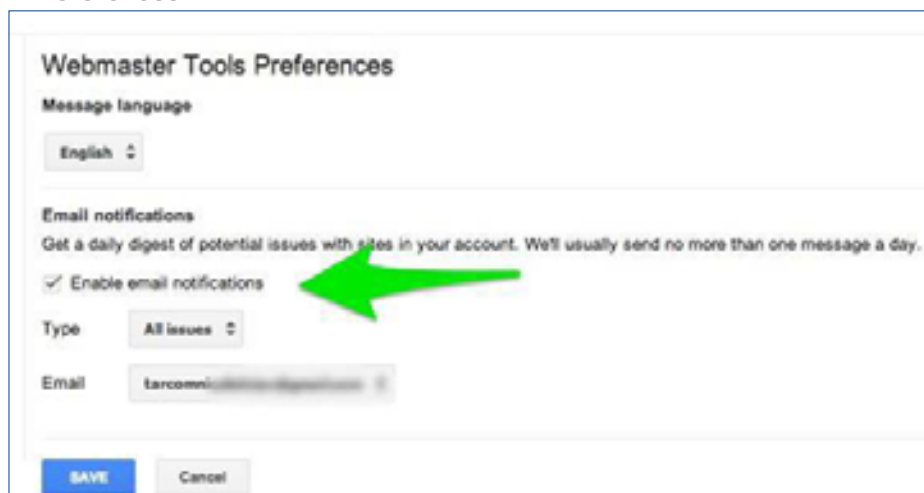 Webmaster Tools Preferences
Message language
English
Email notifications
Get a daily digest of potential issues with sites in your account. We'll usually send no more than one message a day.
Enable email notifications
Type All issues
Email
SAVE Cancel